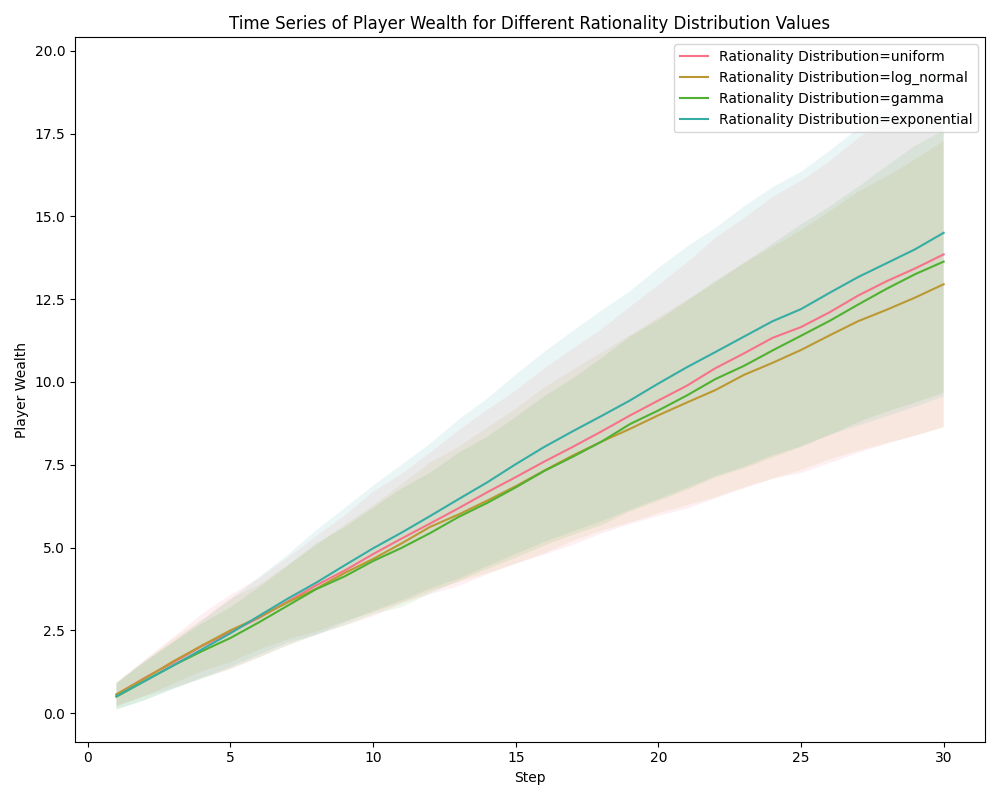 Time Series of Player Wealth for Different Rationality Distribution Values
Rationality Distribution=uniform
Rationality Distribution=log_normal
Rationality Distribution=gamma
Rationality Distribution=exponential
Player Wealth
20.0
17.5
15.0
12.5
10.0
7.5
5.0
2.5
0.0
0 5 10 15 20 25 30
Step